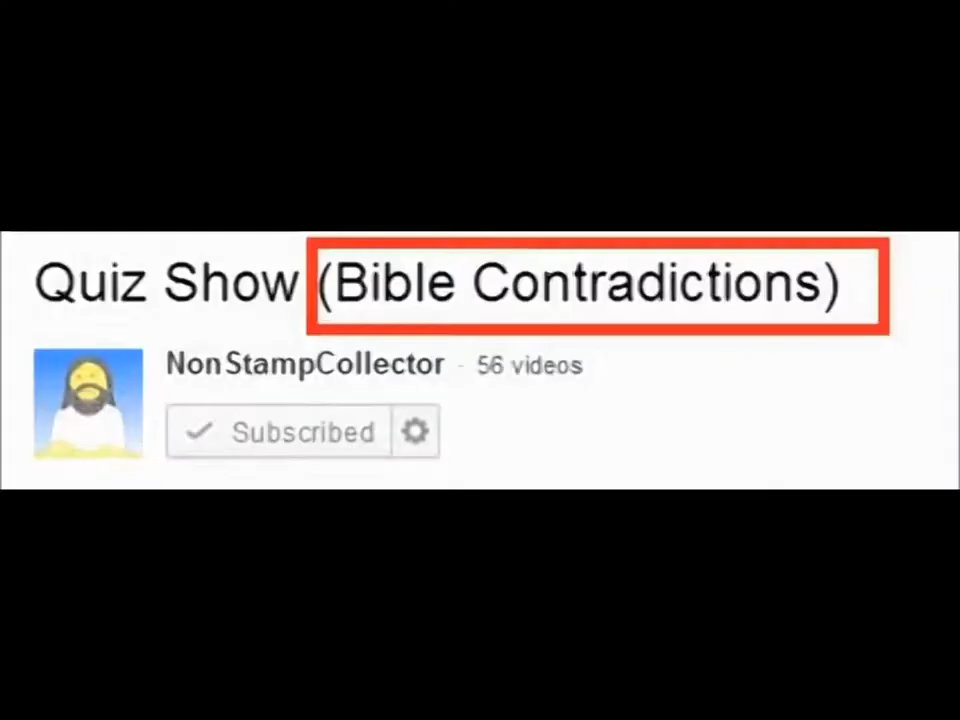 Quiz Show (Bible Contradictions)
NonStampCollector - 56 videos
Subscribed